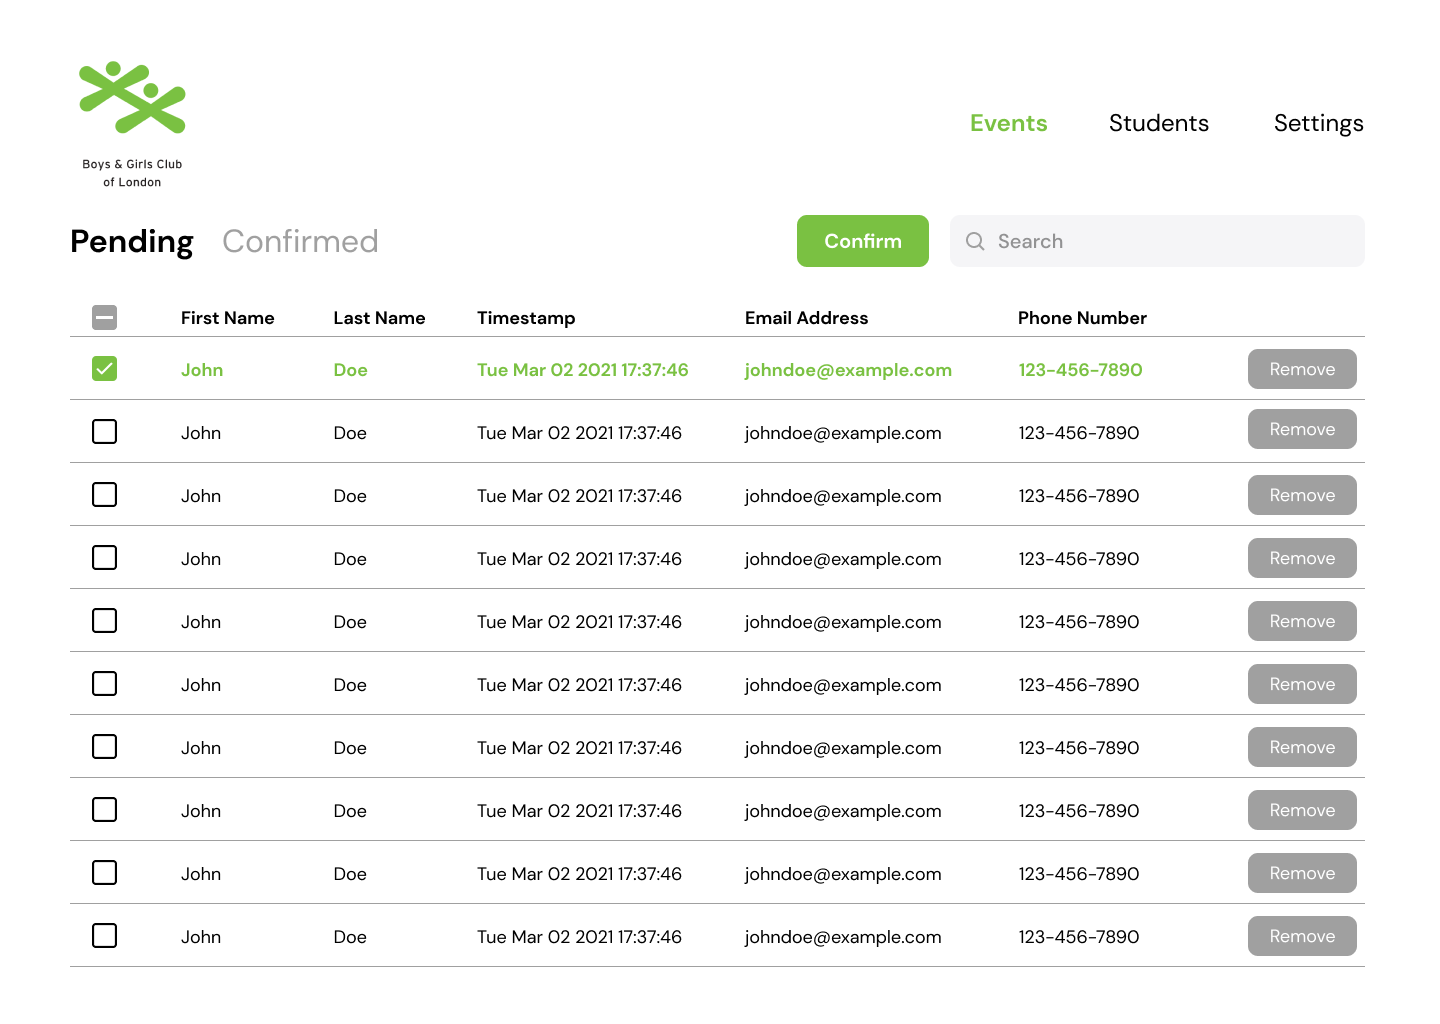 Boys & Girls Club
of London
Events Students Settings
Pending Confirmed Confirm Search
First Name Last Name Timestamp Email Address Phone Number
John Doe Tue Mar 02 2021 17:37:46 johndoe@example.com 123-456-7890 Remove
John Doe Tue Mar 02 2021 17:37:46 johndoe@example.com 123-456-7890 Remove
John Doe Tue Mar 02 2021 17:37:46 johndoe@example.com 123-456-7890 Remove
John Doe Tue Mar 02 2021 17:37:46 johndoe@example.com 123-456-7890 Remove
John Doe Tue Mar 02 2021 17:37:46 johndoe@example.com 123-456-7890 Remove
John Doe Tue Mar 02 2021 17:37:46 johndoe@example.com 123-456-7890 Remove
John Doe Tue Mar 02 2021 17:37:46 johndoe@example.com 123-456-7890 Remove
John Doe Tue Mar 02 2021 17:37:46 johndoe@example.com 123-456-7890 Remove
John Doe Tue Mar 02 2021 17:37:46 johndoe@example.com 123-456-7890 Remove
John Doe Tue Mar 02 2021 17:37:46 johndoe@example.com 123-456-7890 Remove